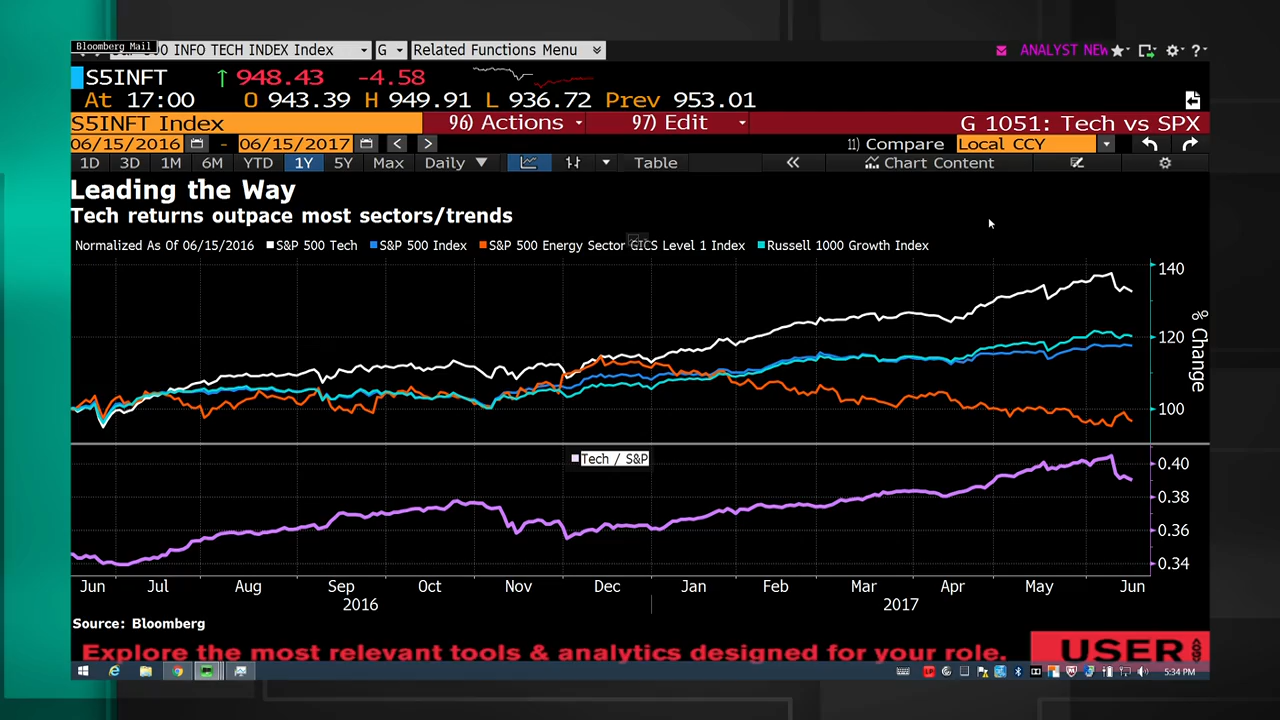 Bloomberg Mail
00 INFO TECH INDEX Index G Related Functions Menu ANALYST NEW
S5INFT ↑ 948.43 -4.58
At 17:00 O 943.39 H 949.91 L 936.72 Prev 953.01
S5INFT Index 96) Actions 97) Edit G 1051: Tech vs SPX
06/15/2016 - 06/15/2017 < > 11) Compare Local CCY
1D 3D 1M 6M YTD 1Y 5Y Max Daily ▼ Table « Chart Content
Leading the Way
Tech returns outpace most sectors/trends
Normalized As Of 06/15/2016 S&P 500 Tech S&P 500 Index S&P 500 Energy Sector GICS Level 1 Index Russell 1000 Growth Index
140
120
100
% Change
Tech / S&P
0.40
0.38
0.36
0.34
Jun Jul Aug Sep Oct Nov Dec Jan Feb Mar Apr May Jun
2016 2017
Source: Bloomberg
Explore the most relevant tools & analytics designed for your role. USER
5:34 PM